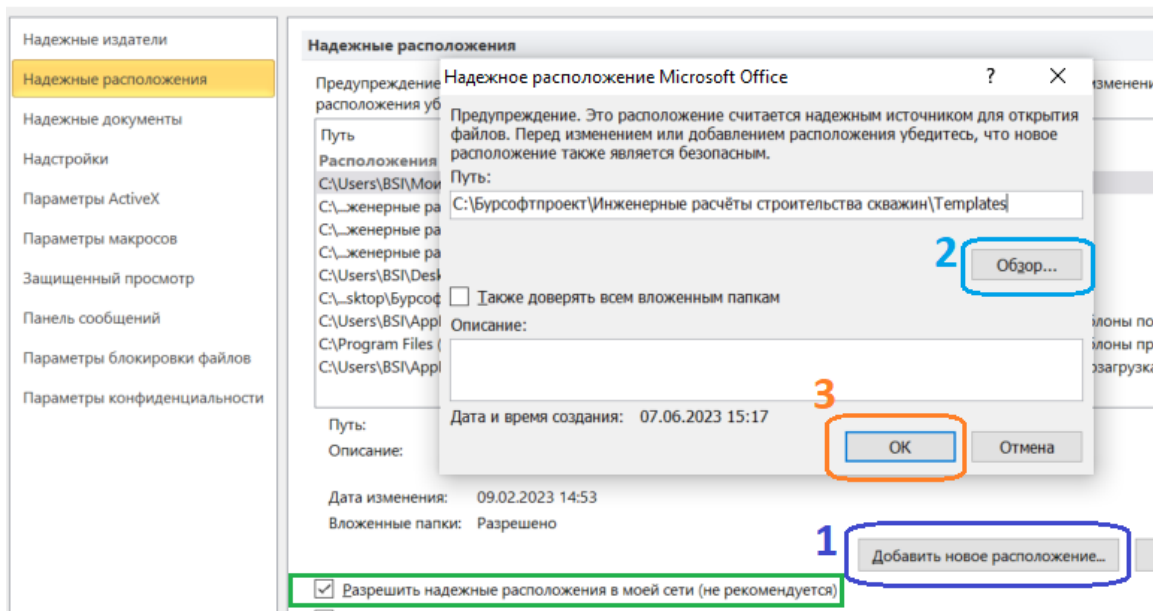 Надежные издатели
Надежные расположения
Надежные документы
Надстройки
Параметры ActiveX
Параметры макросов
Защищенный просмотр
Панель сообщений
Параметры блокировки файлов
Параметры конфиденциальности
Надежные расположения
Предупреждение
расположения уб
Путь
Расположения
C:\Users\BSI\Мои
C:\...женерные ра
C:\...женерные ра
C:\...женерные ра
C:\Users\BSI\Desk
C:\...sktop\Бурсоф
C:\Users\BSI\Appl
C:\Program Files (
C:\Users\BSI\Appl
изменени
блоны по
блоны пр
Надежное расположение Microsoft Office ? X
Предупреждение. Это расположение считается надежным источником для открытия
файлов. Перед изменением или добавлением расположения убедитесь, что новое
расположение также является безопасным.
Путь:
C:\Бурсофтпроект\Инженерные расчёты строительства скважин\Templates
2 Обзор...
Также доверять всем вложенным папкам
Описание:
Дата и время создания: 07.06.2023 15:17
3
ОК Отмена
Путь:
Описание:
Дата изменения: 09.02.2023 14:53
Вложенные папки: Разрешено
1 Добавить новое расположение...
Разрешить надежные расположения в моей сети (не рекомендуется)